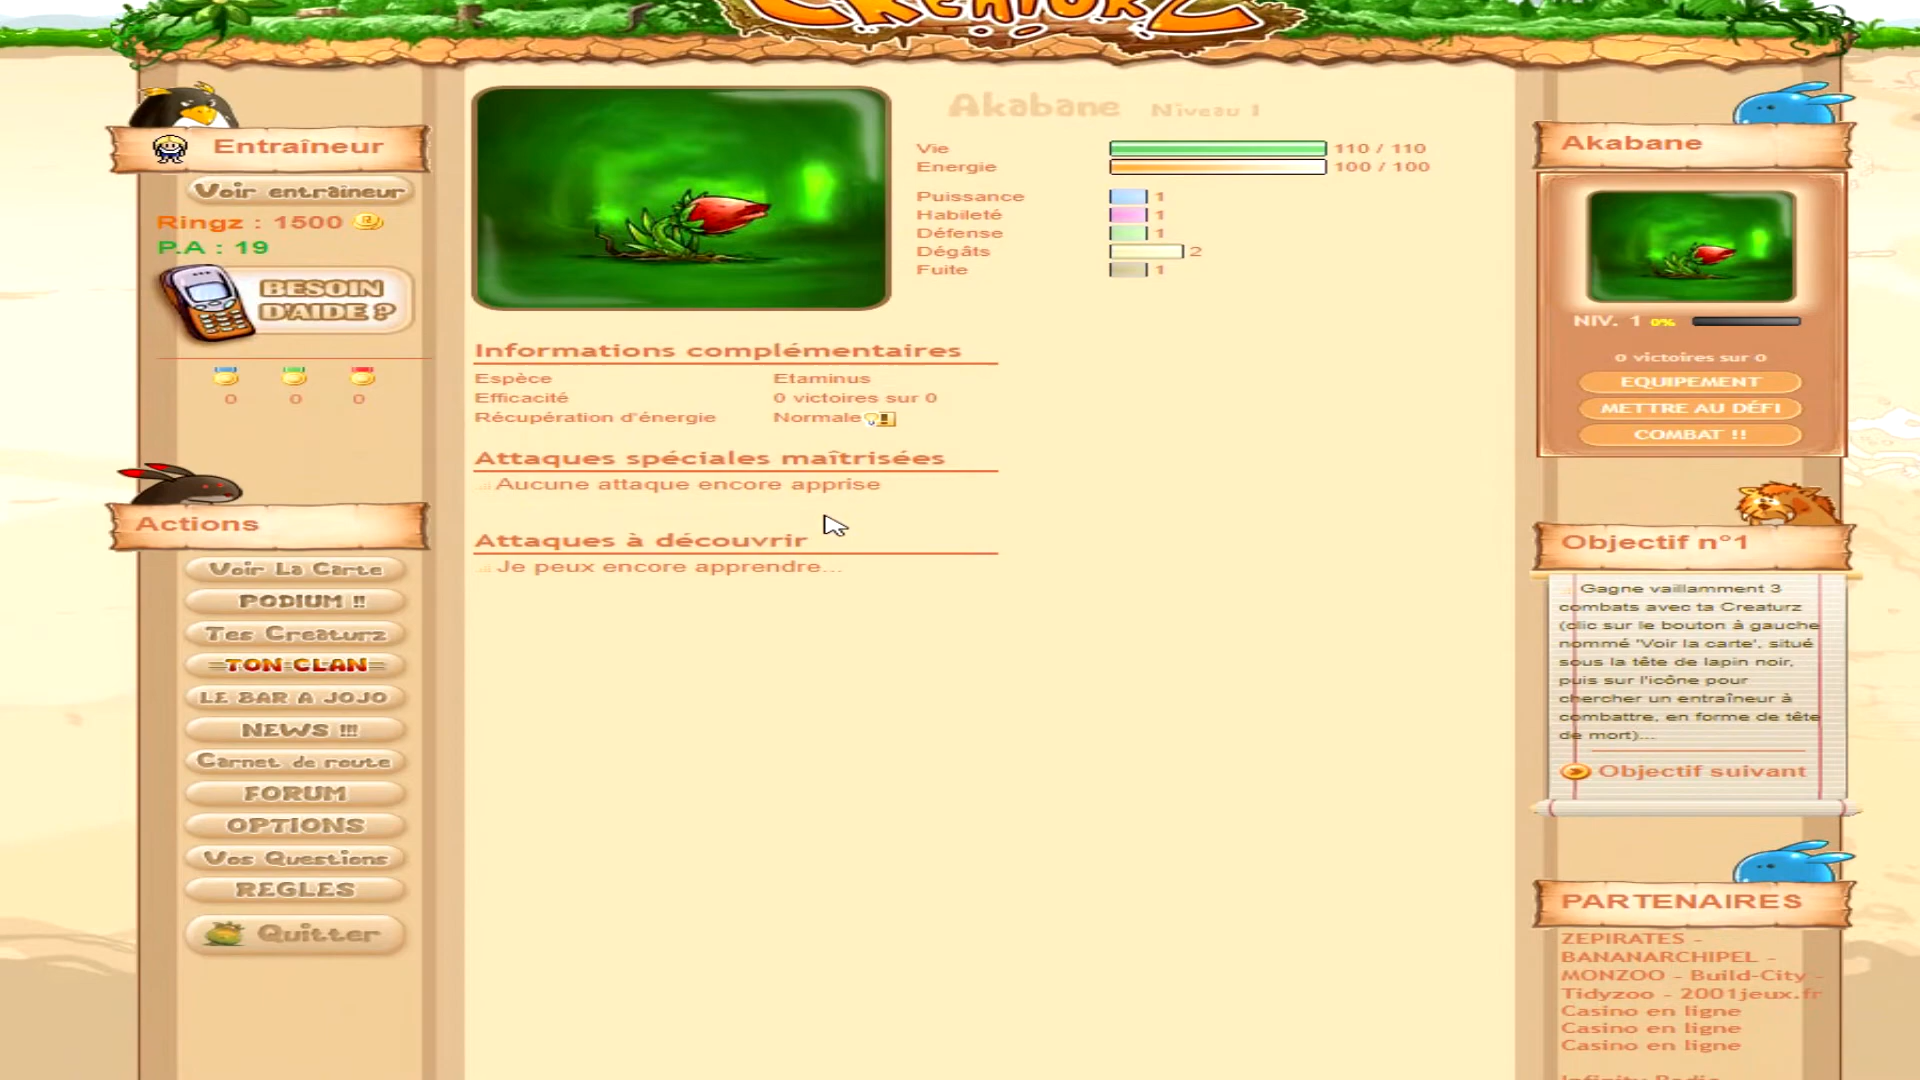 CREATURZ
Entraîneur
Voir entraîneur
Ringz : 1500
P.A : 19
BESOIN
D'AIDE ?
0 0 0
Actions
Voir La Carte
PODIUM !!
Tes Creaturz
TON CLAN
LE BAR A JOJO
NEWS !!!
Carnet de route
FORUM
OPTIONS
Vos Questions
REGLES
Quitter
Akabane Niveau 1
Vie 110 / 110
Energie 100 / 100
Puissance 1
Habileté 1
Défense 1
Dégâts 2
Fuite 1
Informations complémentaires
Espèce Etaminus
Efficacité 0 victoires sur 0
Récupération d'énergie Normale
Attaques spéciales maîtrisées
Aucune attaque encore apprise
Attaques à découvrir
Je peux encore apprendre...
Akabane
NIV. 1 0%
0 victoires sur 0
EQUIPEMENT
METTRE AU DÉFI
COMBAT !!
Objectif n°1
Gagne vaillamment 3
combats avec ta Creaturz
(clic sur le bouton à gauche
nommé 'Voir la carte', situé
sous la tête de lapin noir,
puis sur l'icône pour
chercher un entraîneur à
combattre, en forme de tête
de mort)...
Objectif suivant
PARTENAIRES
ZEPIRATES -
BANANARCHIPEL -
MONZOO - Build-City -
Tidyzoo - 2001jeux.fr
Casino en ligne
Casino en ligne
Casino en ligne
Infinity Radio